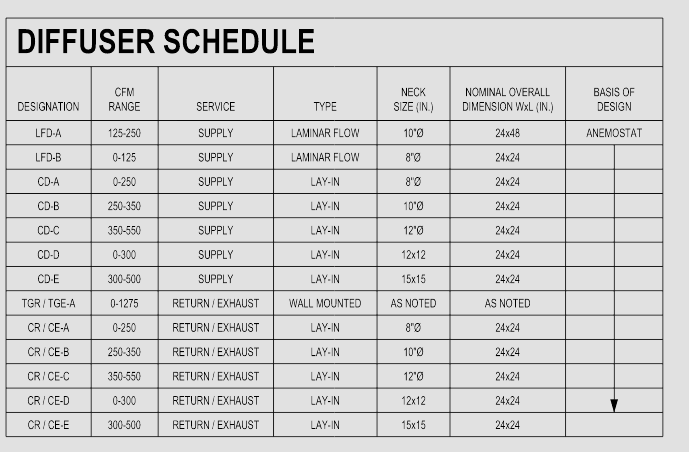 DIFFUSER SCHEDULE
DESIGNATION CFM RANGE SERVICE TYPE NECK SIZE (IN.) NOMINAL OVERALL DIMENSION WxL (IN.) BASIS OF DESIGN
LFD-A 125-250 SUPPLY LAMINAR FLOW 10"Ø 24x48 ANEMOSTAT
LFD-B 0-125 SUPPLY LAMINAR FLOW 8"Ø 24x24
CD-A 0-250 SUPPLY LAY-IN 8"Ø 24x24
CD-B 250-350 SUPPLY LAY-IN 10"Ø 24x24
CD-C 350-550 SUPPLY LAY-IN 12"Ø 24x24
CD-D 0-300 SUPPLY LAY-IN 12x12 24x24
CD-E 300-500 SUPPLY LAY-IN 15x15 24x24
TGR / TGE-A 0-1275 RETURN / EXHAUST WALL MOUNTED AS NOTED AS NOTED
CR / CE-A 0-250 RETURN / EXHAUST LAY-IN 8"Ø 24x24
CR / CE-B 250-350 RETURN / EXHAUST LAY-IN 10"Ø 24x24
CR / CE-C 350-550 RETURN / EXHAUST LAY-IN 12"Ø 24x24
CR / CE-D 0-300 RETURN / EXHAUST LAY-IN 12x12 24x24
CR / CE-E 300-500 RETURN / EXHAUST LAY-IN 15x15 24x24